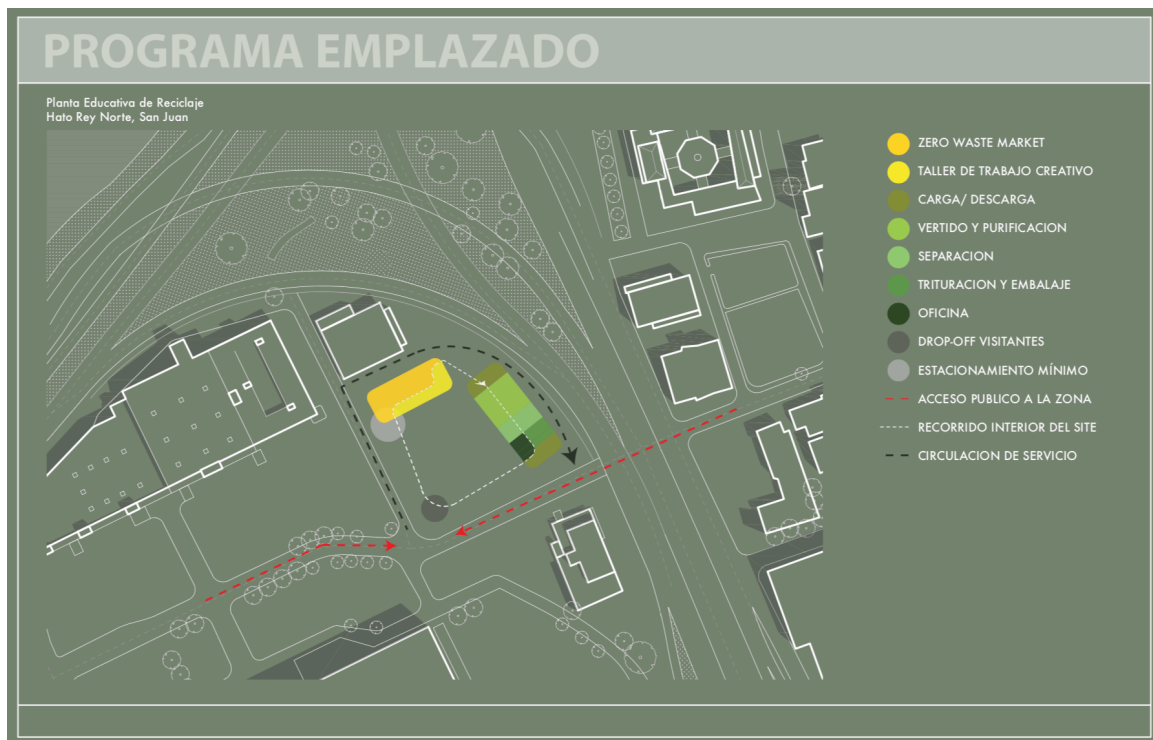 PROGRAMA EMPLAZADO
Planta Educativa de Reciclaje
Hato Rey Norte, San Juan
ZERO WASTE MARKET
TALLER DE TRABAJO CREATIVO
CARGA/ DESCARGA
VERTIDO Y PURIFICACION
SEPARACION
TRITURACION Y EMBALAJE
OFICINA
DROP-OFF VISITANTES
ESTACIONAMIENTO MÍNIMO
ACCESO PUBLICO A LA ZONA
RECORRIDO INTERIOR DEL SITE
CIRCULACION DE SERVICIO